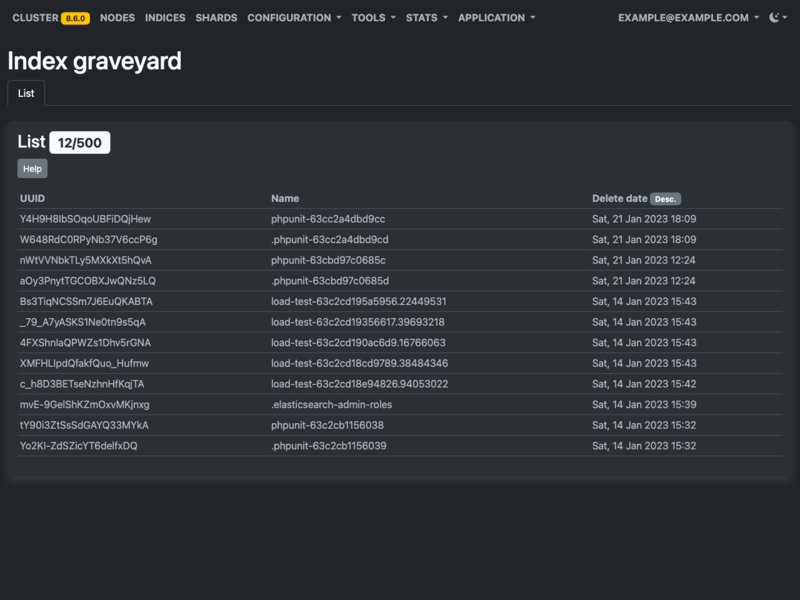 CLUSTER 8.6.0 NODES INDICES SHARDS CONFIGURATION TOOLS STATS APPLICATION EXAMPLE@EXAMPLE.COM
Index graveyard
List
List 12/500
Help
UUID Name Delete date Desc.
Y4H9H8IbSOqoUBFiDQjHew phpunit-63cc2a4dbd9cc Sat, 21 Jan 2023 18:09
W648RdC0RPyNb37V6ccP6g .phpunit-63cc2a4dbd9cd Sat, 21 Jan 2023 18:09
nWtVVNbkTLy5MXkXt5hQvA phpunit-63cbd97c0685c Sat, 21 Jan 2023 12:24
aOy3PnytTGCOBXJwQNz5LQ .phpunit-63cbd97c0685d Sat, 21 Jan 2023 12:24
Bs3TiqNCSSm7J6EuQKABTA load-test-63c2cd195a5956.22449531 Sat, 14 Jan 2023 15:43
_79_A7yASKS1Ne0tn9s5qA load-test-63c2cd19356617.39693218 Sat, 14 Jan 2023 15:43
4FXShnlaQPWZs1Dhv5rGNA load-test-63c2cd190ac6d9.16766063 Sat, 14 Jan 2023 15:43
XMFHLlpdQfakfQuo_Hufmw load-test-63c2cd18cd9789.38484346 Sat, 14 Jan 2023 15:43
c_h8D3BETseNzhnHfKqjTA load-test-63c2cd18e94826.94053022 Sat, 14 Jan 2023 15:42
mvE-9GelShKZmOxvMKjnxg .elasticsearch-admin-roles Sat, 14 Jan 2023 15:39
tY90i3ZtSsSdGAYQ33MYkA phpunit-63c2cb1156038 Sat, 14 Jan 2023 15:32
Yo2KI-ZdSZicYT6delfxDQ .phpunit-63c2cb1156039 Sat, 14 Jan 2023 15:32